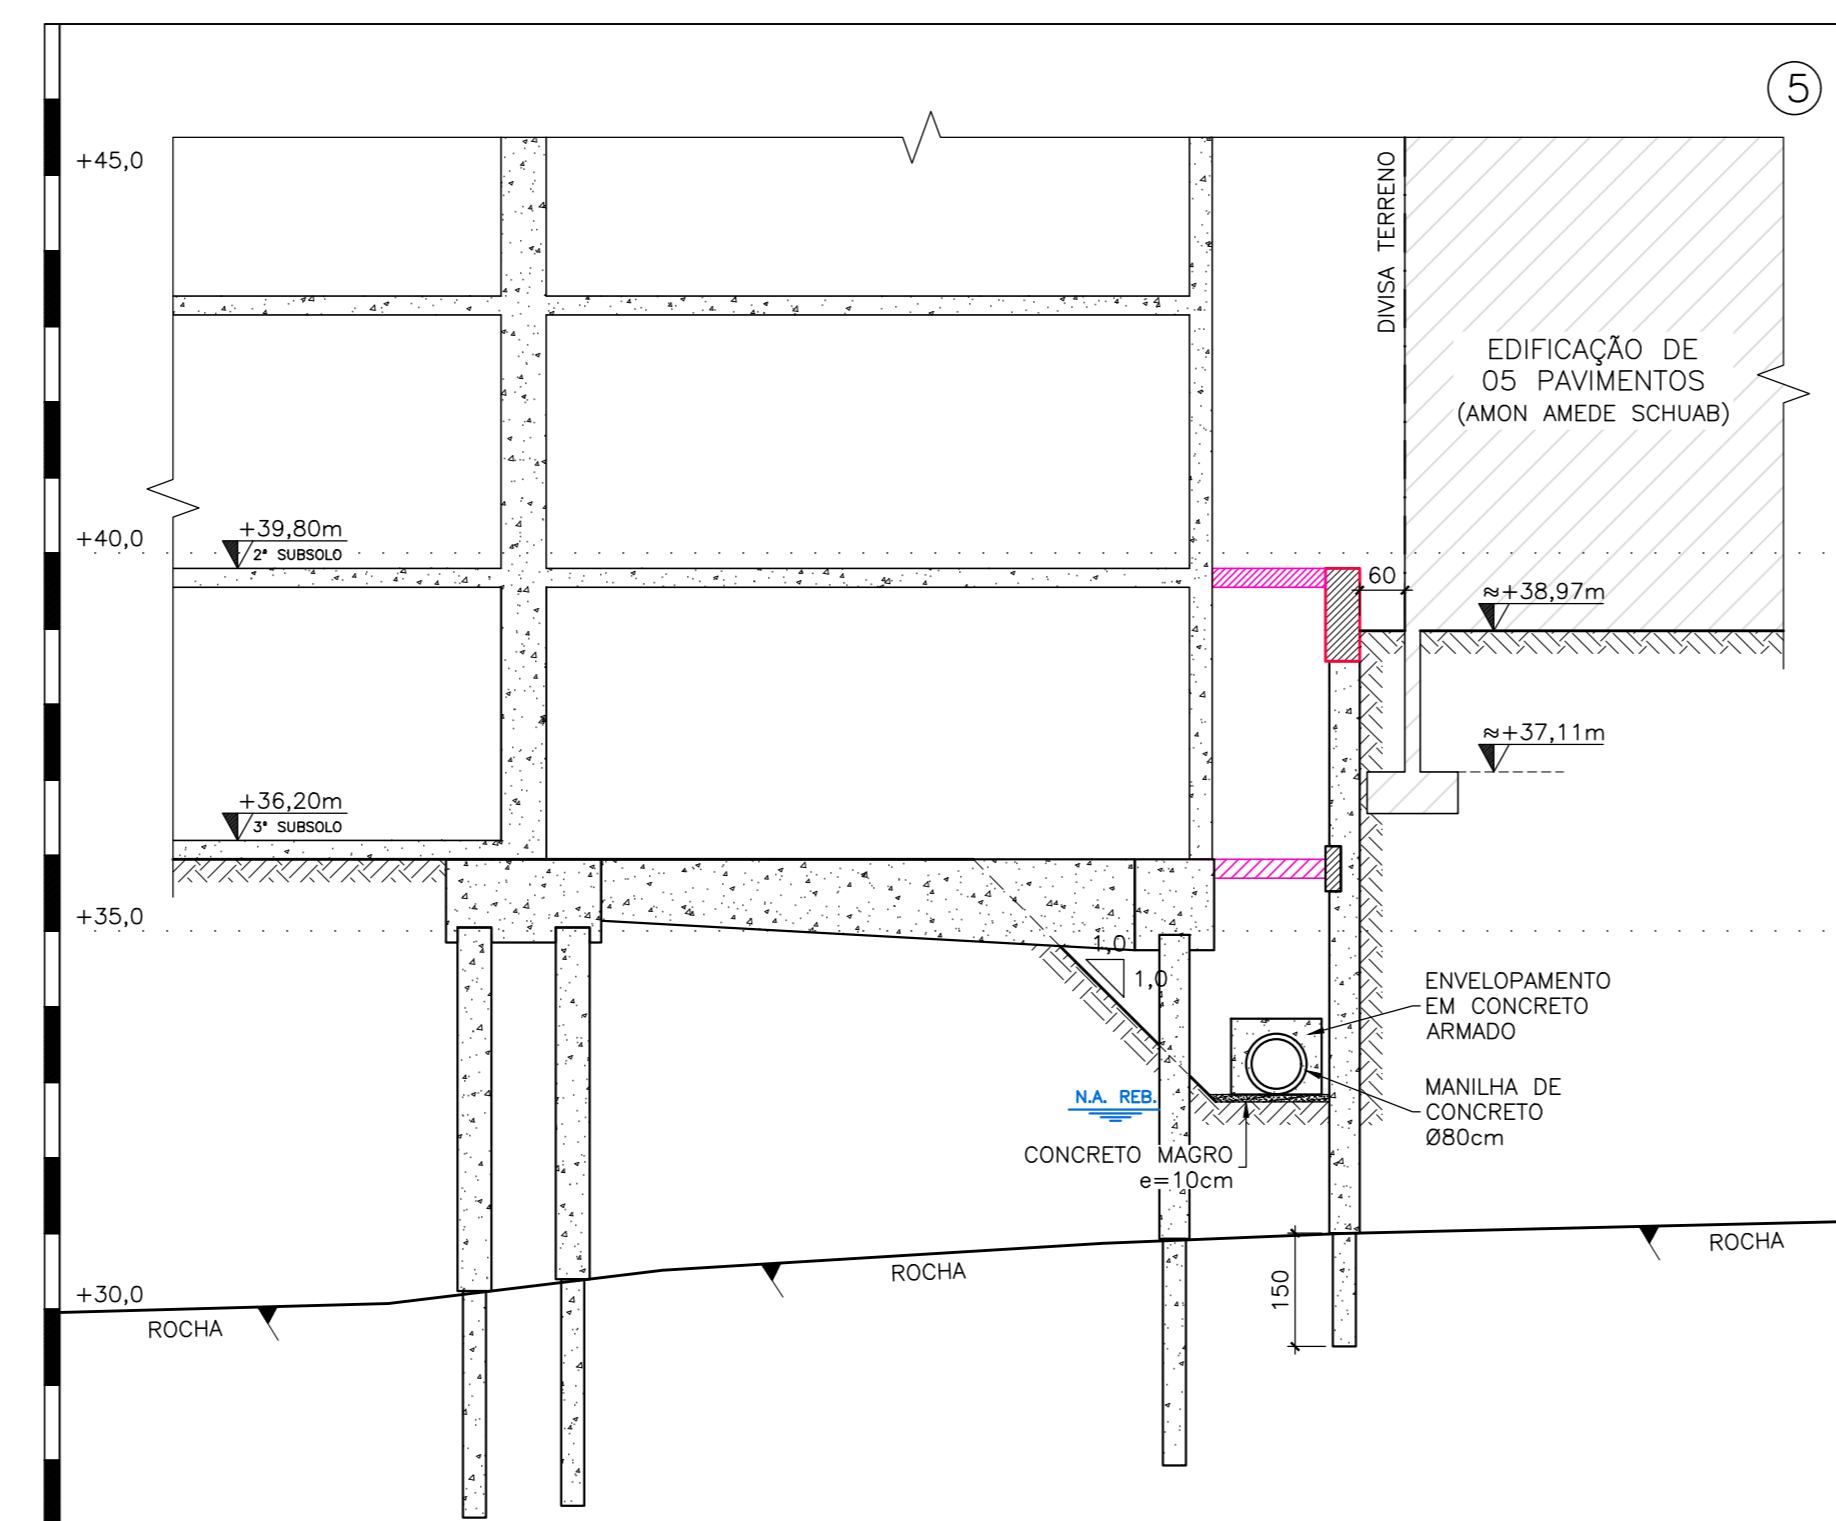 5
+45,0
DIVISA TERRENO
EDIFICAÇÃO DE
05 PAVIMENTOS
(AMON AMEDE SCHUAB)
+40,0
+39,80m
2° SUBSOLO
60
≈+38,97m
≈+37,11m
+36,20m
3° SUBSOLO
+35,0
1,0
1,0
ENVELOPAMENTO
EM CONCRETO
ARMADO
MANILHA DE
CONCRETO
Ø80cm
N.A. REB.
CONCRETO MAGRO
e=10cm
+30,0
ROCHA
ROCHA
150
ROCHA